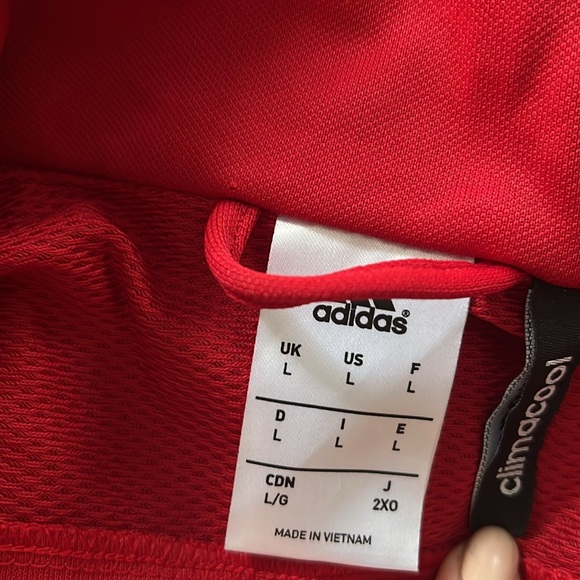 adidas®
UK US F
L L L
D I E
L L L
CDN J
L/G 2XO
MADE IN VIETNAM
climacool